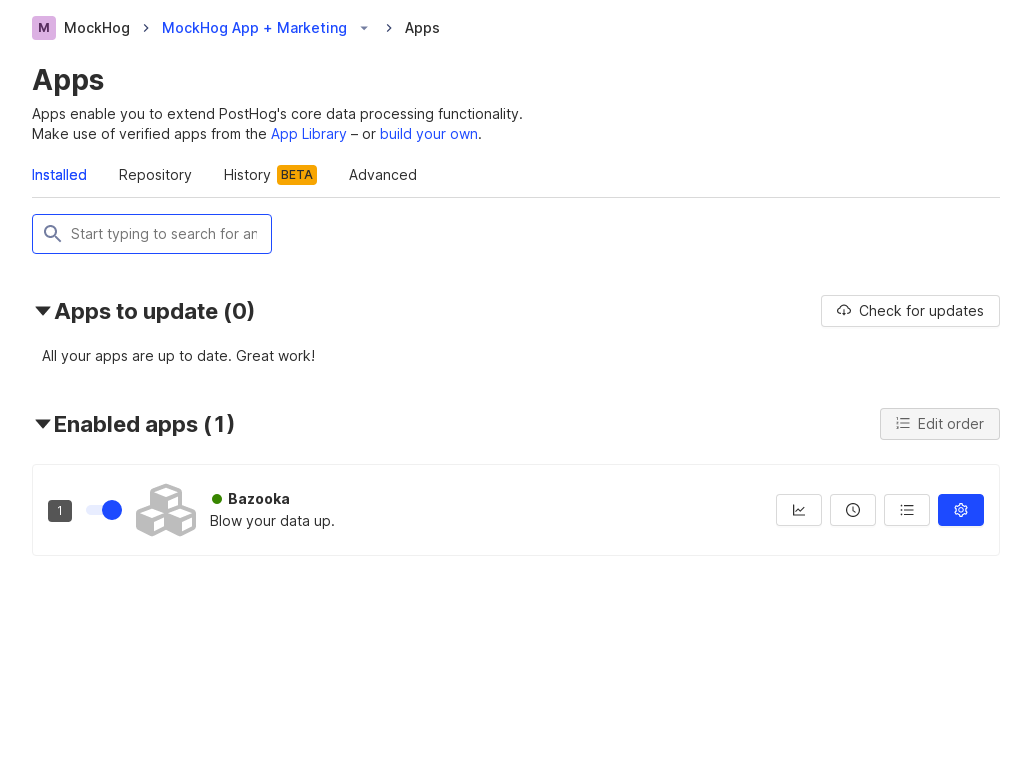 M MockHog MockHog App + Marketing Apps
Apps
Apps enable you to extend PostHog's core data processing functionality.
Make use of verified apps from the App Library – or build your own.
Installed Repository History BETA Advanced
Start typing to search for
Apps to update (0) Check for updates
All your apps are up to date. Great work!
Enabled apps (1) Edit order
1 Bazooka
Blow your data up.